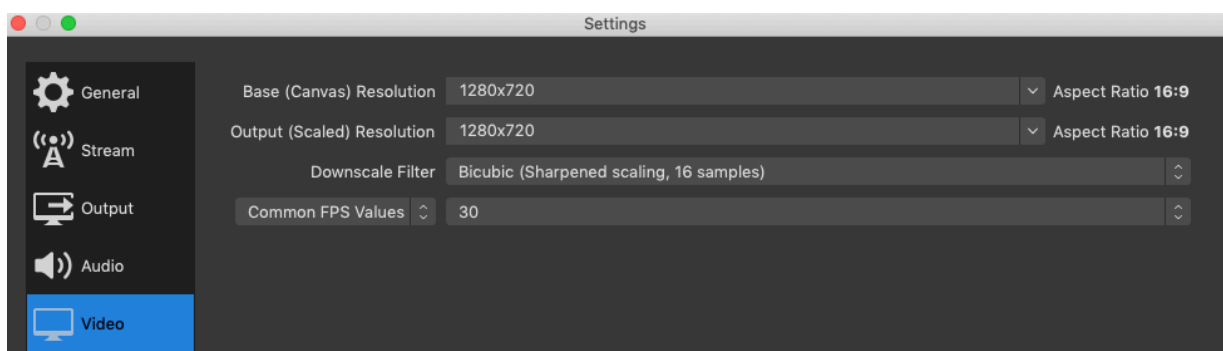 Settings
General
Stream
Output
Audio
Video
Base (Canvas) Resolution 1280x720 Aspect Ratio 16:9
Output (Scaled) Resolution 1280x720 Aspect Ratio 16:9
Downscale Filter Bicubic (Sharpened scaling, 16 samples)
Common FPS Values 30